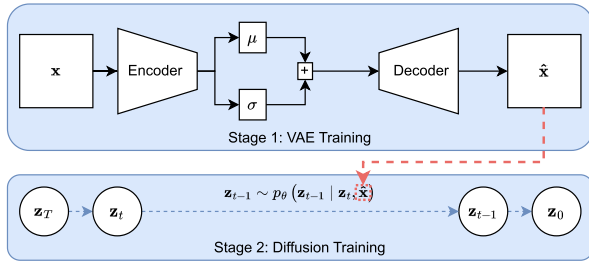 x
Encoder
μ
σ
+
Decoder
x̂
Stage 1: VAE Training
z_T
z_t
z_{t−1} ∼ p_θ (z_{t−1} | z_t, x̂)
z_{t−1}
z_0
Stage 2: Diffusion Training